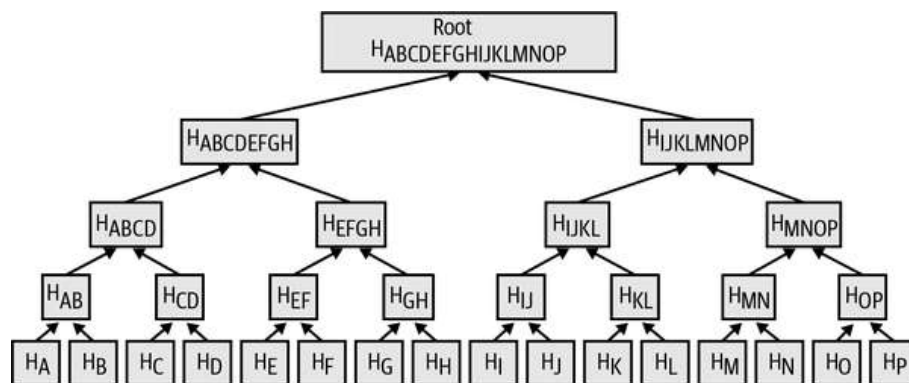 Root
HABCDEFGHIJKLMNOP
HABCDEFGH HIJKLMNOP
HABCD HEFGH HIJKL HMNOP
HAB HCD HEF HGH HIJ HKL HMN HOP
HA HB HC HD HE HF HG HH HI HJ HK HL HM HN HO HP